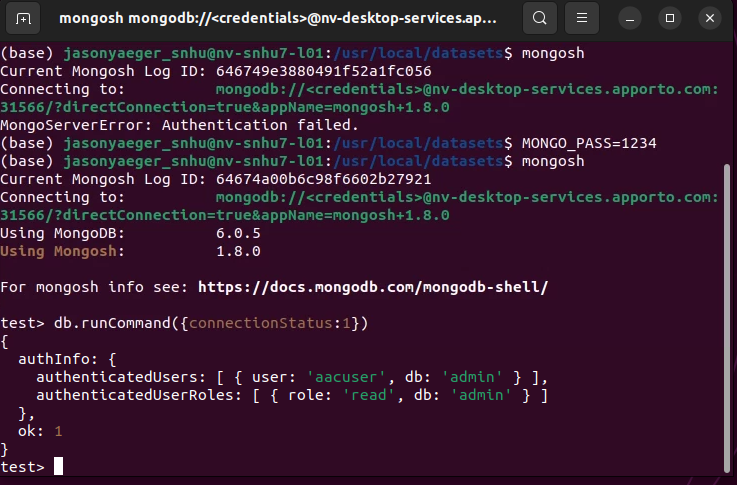 mongosh mongodb://<credentials>@nv-desktop-services.ap...
(base) jasonyaeger_snhu@nv-snhu7-l01:/usr/local/datasets$ mongosh
Current Mongosh Log ID: 646749e3880491f52a1fc056
Connecting to:          mongodb://<credentials>@nv-desktop-services.apporto.com:
31566/?directConnection=true&appName=mongosh+1.8.0
MongoServerError: Authentication failed.
(base) jasonyaeger_snhu@nv-snhu7-l01:/usr/local/datasets$ MONGO_PASS=1234
(base) jasonyaeger_snhu@nv-snhu7-l01:/usr/local/datasets$ mongosh
Current Mongosh Log ID: 64674a00b6c98f6602b27921
Connecting to:          mongodb://<credentials>@nv-desktop-services.apporto.com:
31566/?directConnection=true&appName=mongosh+1.8.0
Using MongoDB:          6.0.5
Using Mongosh:          1.8.0

For mongosh info see: https://docs.mongodb.com/mongodb-shell/

test> db.runCommand({connectionStatus:1})
{
  authInfo: {
    authenticatedUsers: [ { user: 'aacuser', db: 'admin' } ],
    authenticatedUserRoles: [ { role: 'read', db: 'admin' } ]
  },
  ok: 1
}
test>